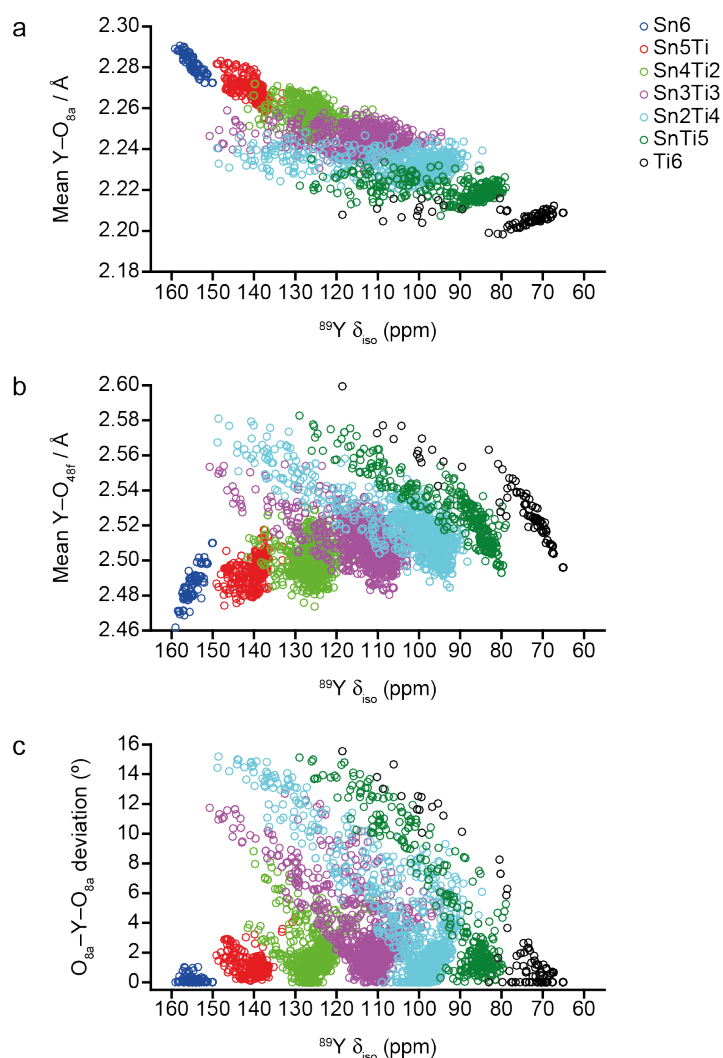 a
2.30
2.28
2.26
2.24
2.22
2.20
2.18
Mean Y–O8a / Å
160 150 140 130 120 110 100 90 80 70 60
89Y δiso (ppm)
Sn6
Sn5Ti
Sn4Ti2
Sn3Ti3
Sn2Ti4
SnTi5
Ti6
b
2.60
2.58
2.56
2.54
2.52
2.50
2.48
2.46
Mean Y–O48f / Å
160 150 140 130 120 110 100 90 80 70 60
89Y δiso (ppm)
c
16
14
12
10
8
6
4
2
0
O8a–Y–O8a deviation (º)
160 150 140 130 120 110 100 90 80 70 60
89Y δiso (ppm)